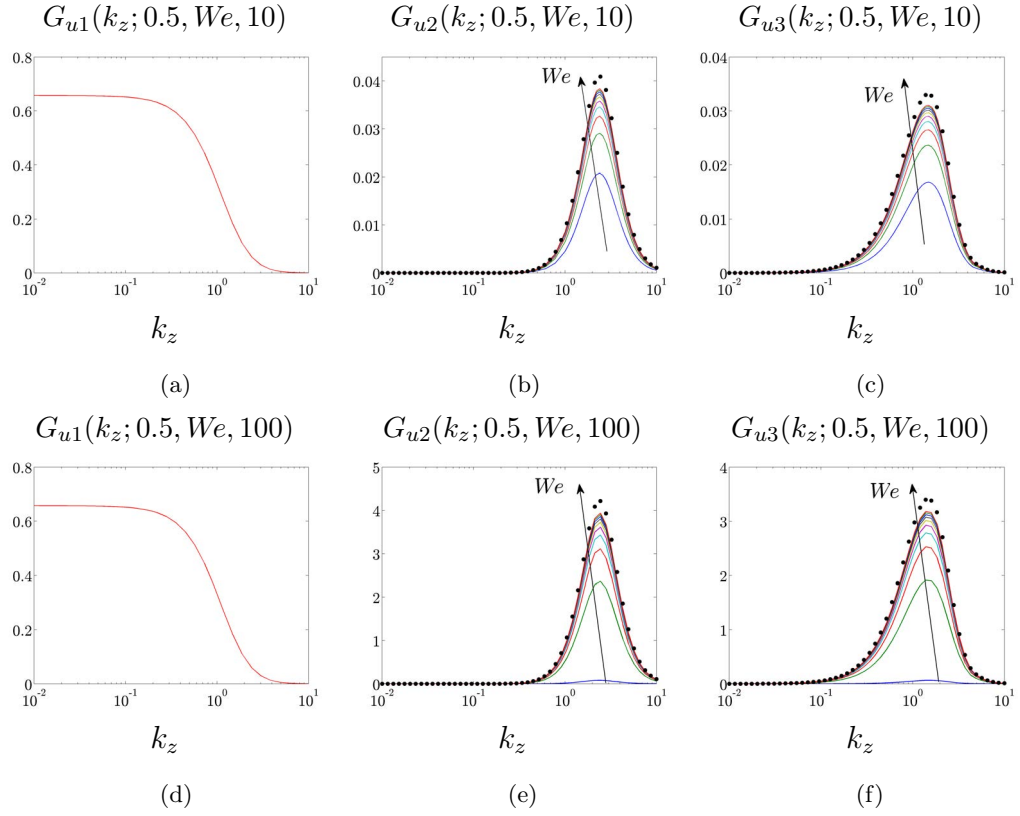 G_{u1}(k_z; 0.5, We, 10)
G_{u2}(k_z; 0.5, We, 10)
G_{u3}(k_z; 0.5, We, 10)
0.8
0.6
0.4
0.2
0
10^{-2} 10^{-1} 10^{0} 10^{1}
k_z
(a)
We
0.04
0.03
0.02
0.01
0
10^{-2} 10^{-1} 10^{0} 10^{1}
k_z
(b)
We
0.04
0.03
0.02
0.01
0
10^{-2} 10^{-1} 10^{0} 10^{1}
k_z
(c)
G_{u1}(k_z; 0.5, We, 100)
G_{u2}(k_z; 0.5, We, 100)
G_{u3}(k_z; 0.5, We, 100)
0.8
0.6
0.4
0.2
0
10^{-2} 10^{-1} 10^{0} 10^{1}
k_z
(d)
We
5
4
3
2
1
0
10^{-2} 10^{-1} 10^{0} 10^{1}
k_z
(e)
We
4
3
2
1
0
10^{-2} 10^{-1} 10^{0} 10^{1}
k_z
(f)